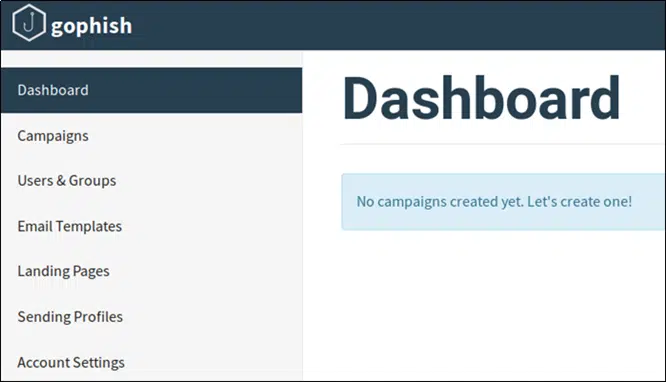 gophish
Dashboard
Campaigns
Users & Groups
Email Templates
Landing Pages
Sending Profiles
Account Settings
Dashboard
No campaigns created yet. Let's create one!